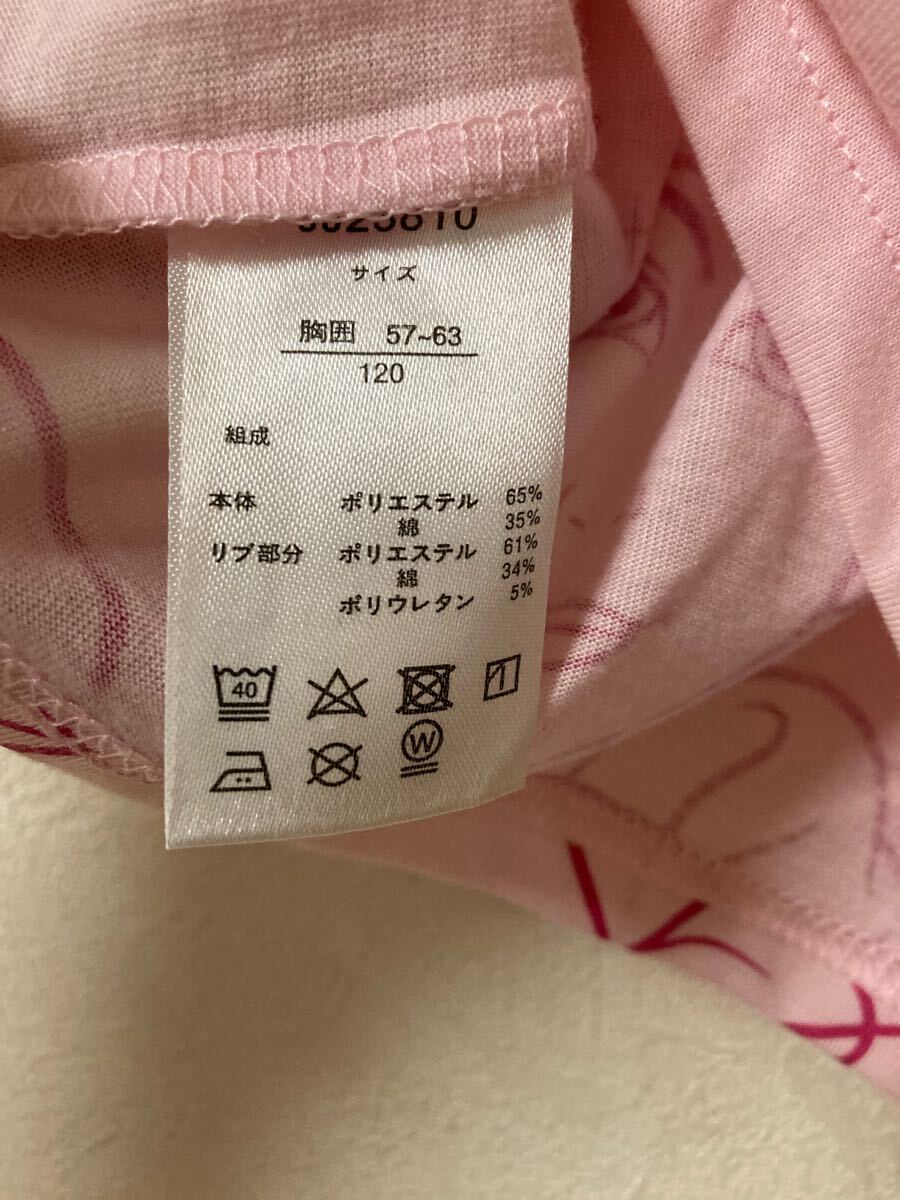 サイズ
胸囲 57~63
120
組成
本体 ポリエステル 65%
綿 35%
リブ部分 ポリエステル 61%
綿 34%
ポリウレタン 5%
40
W